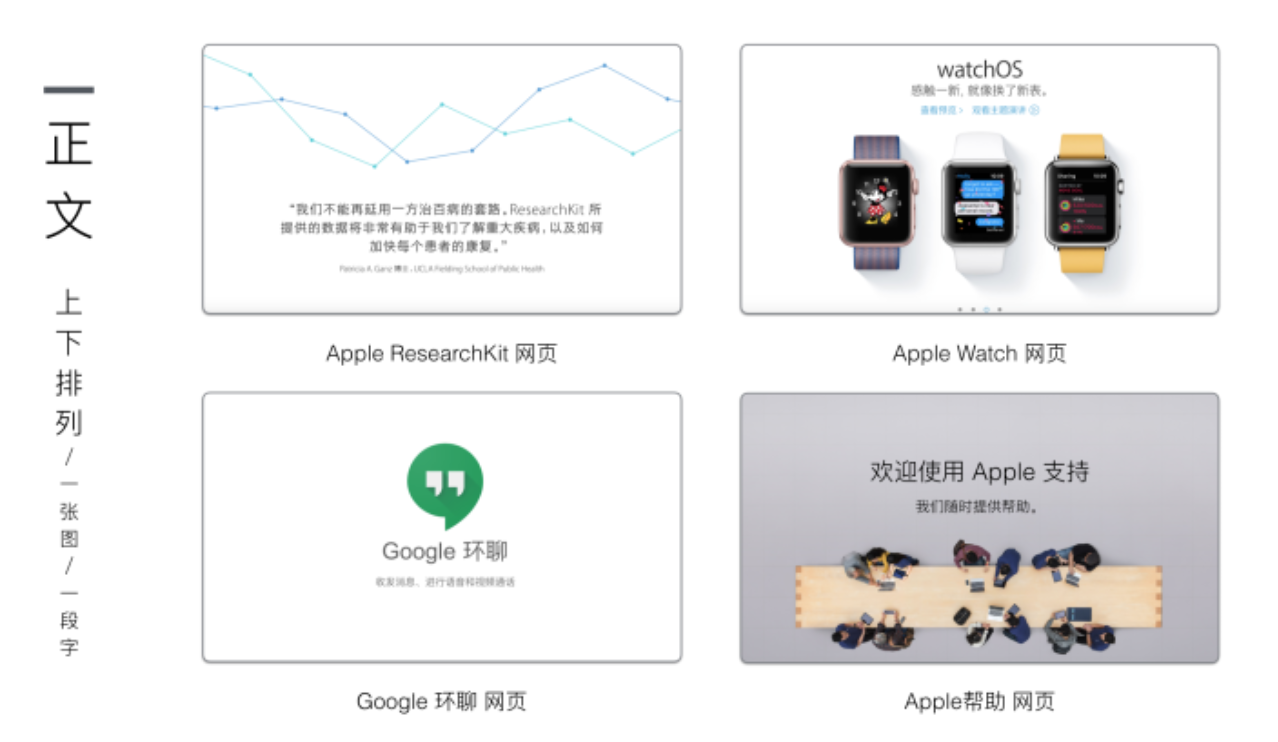 正文
上下排列/一张图/一段字
“我们不能再延用一方治百病的套路。ResearchKit 所
提供的数据将非常有助于我们了解重大疾病，以及如何
加快每个患者的康复。”
Patricia A. Ganz 博士，UCLA Fielding School of Public Health
Apple ResearchKit 网页
watchOS
感触一新，就像换了新表。
查看预览 > 观看主题演讲
Apple Watch 网页
Google 环聊
收发消息、进行语音和视频通话
Google 环聊 网页
欢迎使用 Apple 支持
我们随时提供帮助。
Apple帮助 网页